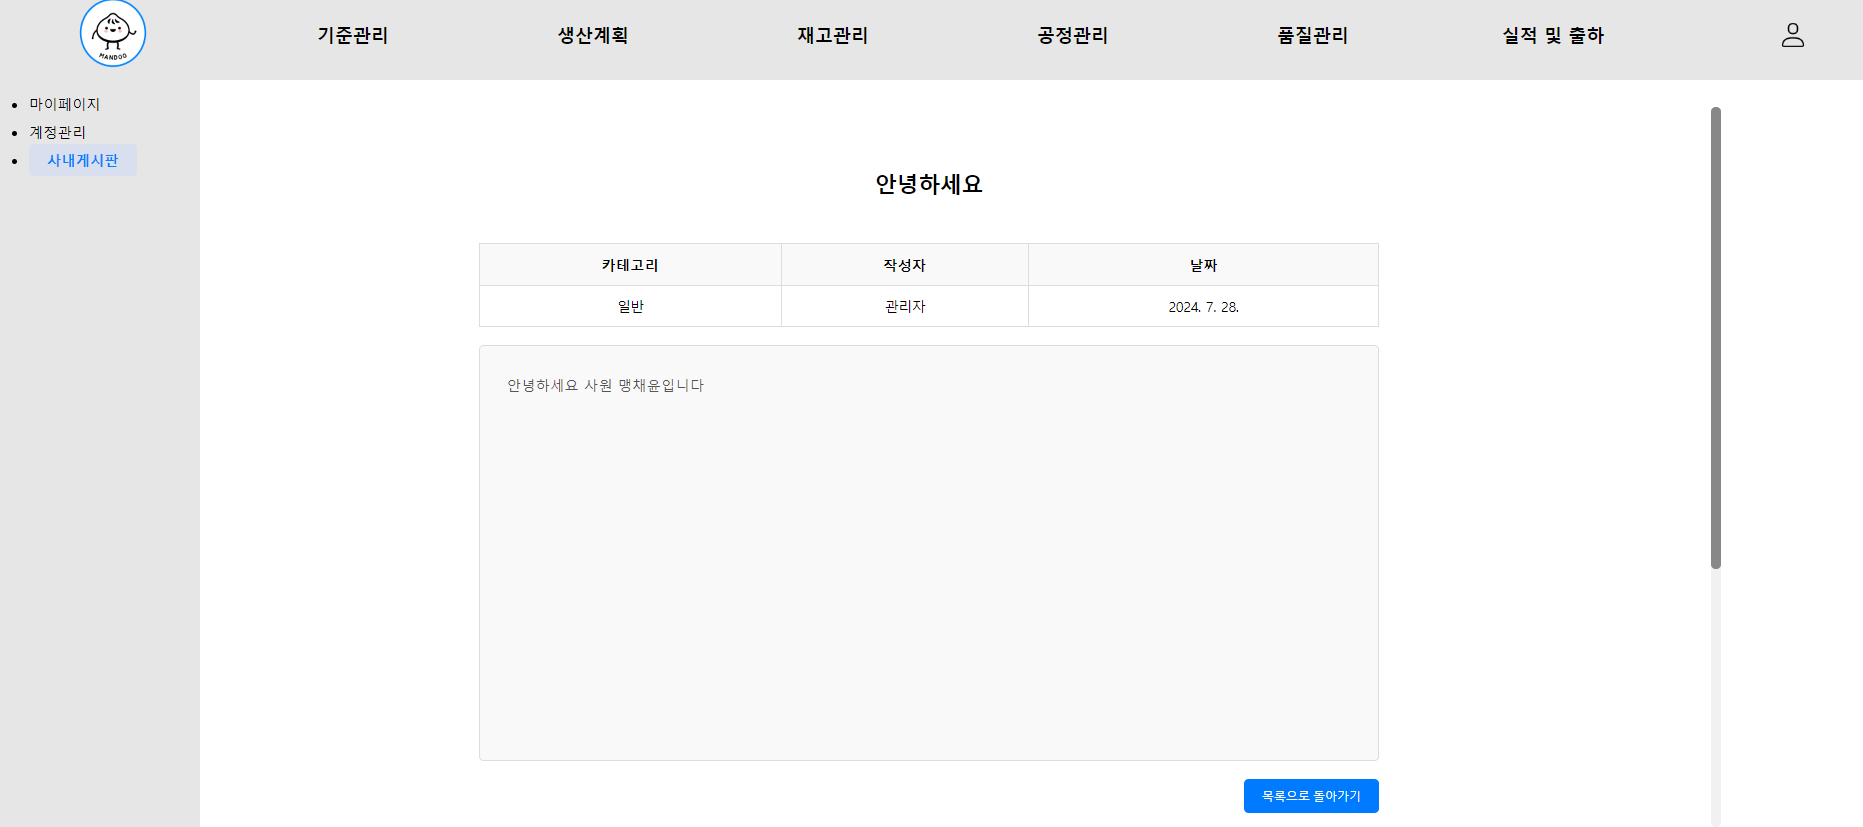 MANDOO
기준관리 생산계획 재고관리 공정관리 품질관리 실적 및 출하
마이페이지
계정관리
사내게시판
안녕하세요
카테고리 작성자 날짜
일반 관리자 2024. 7. 28.
안녕하세요 사원 맹채윤입니다
목록으로 돌아가기